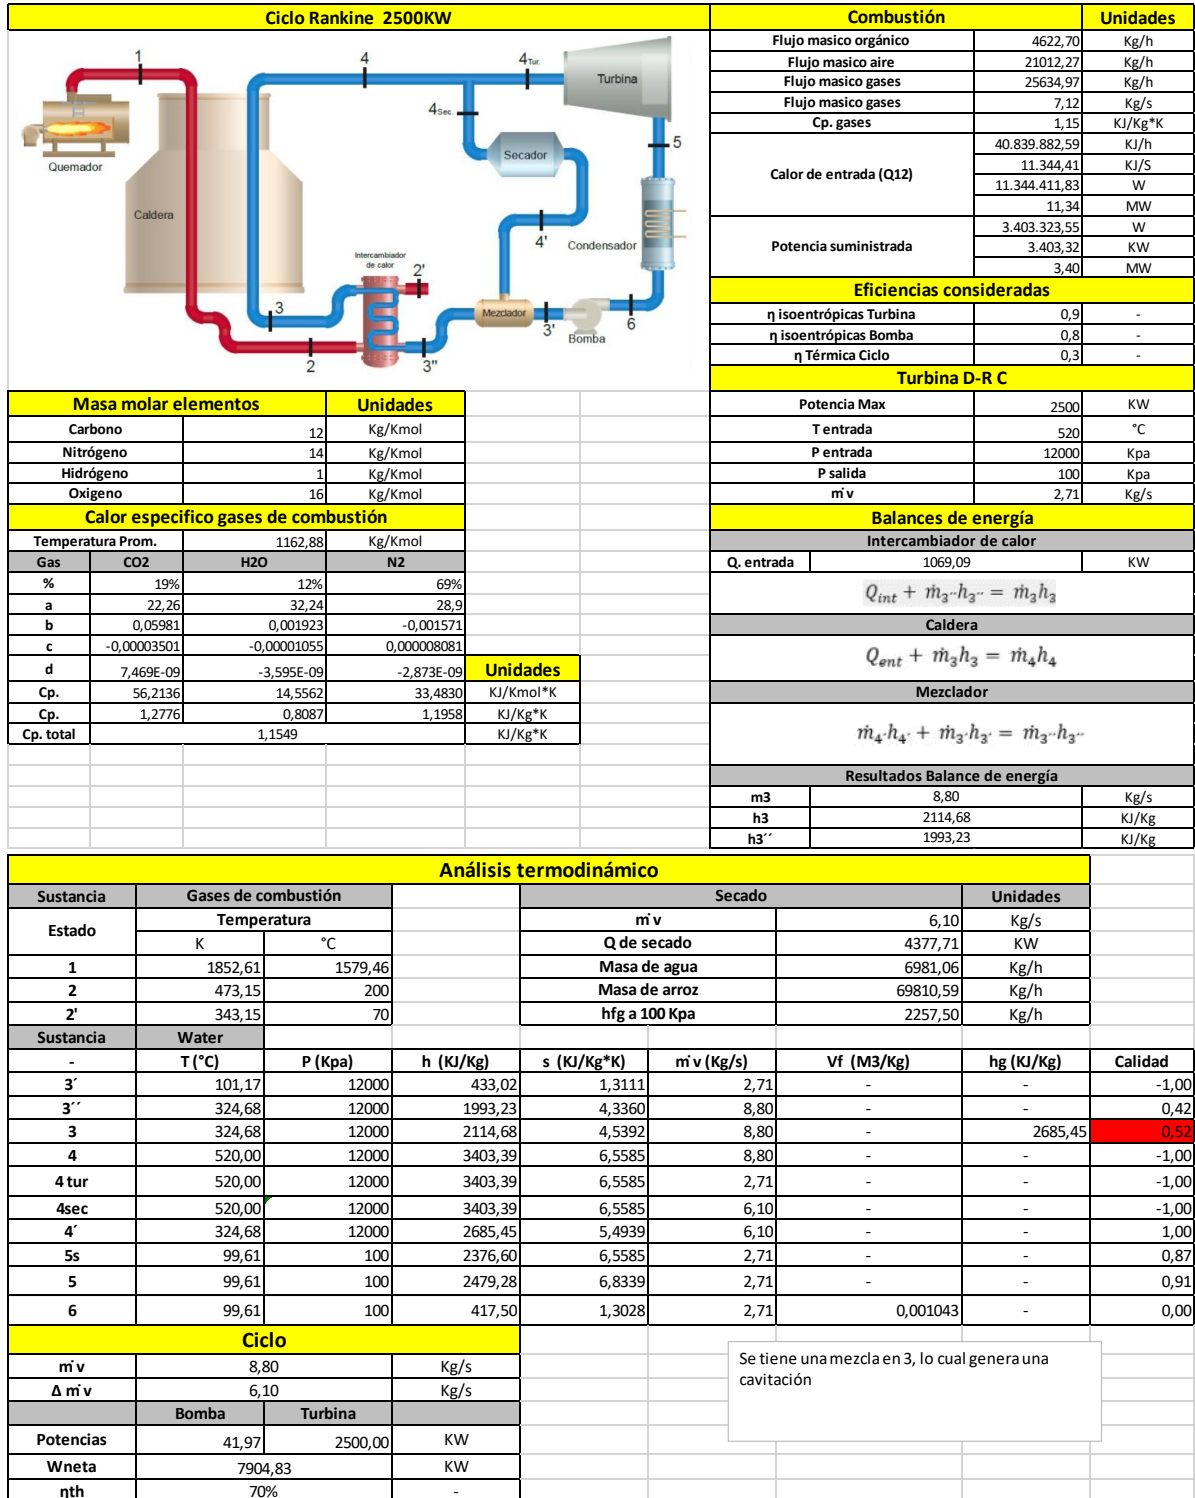 Ciclo Rankine 2500KW
1
4
4Tur.
Turbina
4Sec.
Quemador
Secador
5
Caldera
4'
Condensador
Intercambiador
de calor
2'
3
Mezclador
3'
6
Bomba
2
3"
Combustión Unidades
Flujo masico orgánico 4622,70 Kg/h
Flujo masico aire 21012,27 Kg/h
Flujo masico gases 25634,97 Kg/h
Flujo masico gases 7,12 Kg/s
Cp. gases 1,15 KJ/Kg*K
Calor de entrada (Q12) 40.839.882,59 KJ/h
11.344,41 KJ/S
11.344.411,83 W
11,34 MW
Potencia suministrada 3.403.323,55 W
3.403,32 KW
3,40 MW
Eficiencias consideradas
η isoentrópicas Turbina 0,9 -
η isoentrópicas Bomba 0,8 -
η Térmica Ciclo 0,3 -
Turbina D-R C
Potencia Max 2500 KW
T entrada 520 °C
P entrada 12000 Kpa
P salida 100 Kpa
ṁ v 2,71 Kg/s
Masa molar elementos Unidades
Carbono 12 Kg/Kmol
Nitrógeno 14 Kg/Kmol
Hidrógeno 1 Kg/Kmol
Oxigeno 16 Kg/Kmol
Calor especifico gases de combustión
Temperatura Prom. 1162,88 Kg/Kmol
Gas CO2 H2O N2
% 19% 12% 69%
a 22,26 32,24 28,9
b 0,05981 0,001923 -0,001571
c -0,00003501 -0,00001055 0,000008081
d 7,469E-09 -3,595E-09 -2,873E-09 Unidades
Cp. 56,2136 14,5562 33,4830 KJ/Kmol*K
Cp. 1,2776 0,8087 1,1958 KJ/Kg*K
Cp. total 1,1549 KJ/Kg*K
Balances de energía
Intercambiador de calor
Q. entrada 1069,09 KW
Q_int + ṁ_3´´h_3´´ = ṁ_3h_3
Caldera
Q_ent + ṁ_3h_3 = ṁ_4h_4
Mezclador
ṁ_4´h_4´ + ṁ_3´h_3´ = ṁ_3´´h_3´´
Resultados Balance de energía
m3 8,80 Kg/s
h3 2114,68 KJ/Kg
h3´´ 1993,23 KJ/Kg
Análisis termodinámico
Sustancia Gases de combustión
Estado Temperatura
K °C
1 1852,61 1579,46
2 473,15 200
2' 343,15 70
Secado Unidades
ṁ v 6,10 Kg/s
Q de secado 4377,71 KW
Masa de agua 6981,06 Kg/h
Masa de arroz 69810,59 Kg/h
hfg a 100 Kpa 2257,50 Kg/h
Sustancia Water
- T (°C) P (Kpa) h (KJ/Kg) s (KJ/Kg*K) ṁ v (Kg/s) Vf (M3/Kg) hg (KJ/Kg) Calidad
3´ 101,17 12000 433,02 1,3111 2,71 - - -1,00
3´´ 324,68 12000 1993,23 4,3360 8,80 - - 0,42
3 324,68 12000 2114,68 4,5392 8,80 - 2685,45 0,52
4 520,00 12000 3403,39 6,5585 8,80 - - -1,00
4 tur 520,00 12000 3403,39 6,5585 2,71 - - -1,00
4sec 520,00 12000 3403,39 6,5585 6,10 - - -1,00
4´ 324,68 12000 2685,45 5,4939 6,10 - - 1,00
5s 99,61 100 2376,60 6,5585 2,71 - - 0,87
5 99,61 100 2479,28 6,8339 2,71 - - 0,91
6 99,61 100 417,50 1,3028 2,71 0,001043 - 0,00
Ciclo
ṁ v 8,80 Kg/s
Δ ṁ v 6,10 Kg/s
Bomba Turbina
Potencias 41,97 2500,00 KW
Wneta 7904,83 KW
ηth 70% -
Se tiene una mezcla en 3, lo cual genera una
cavitación